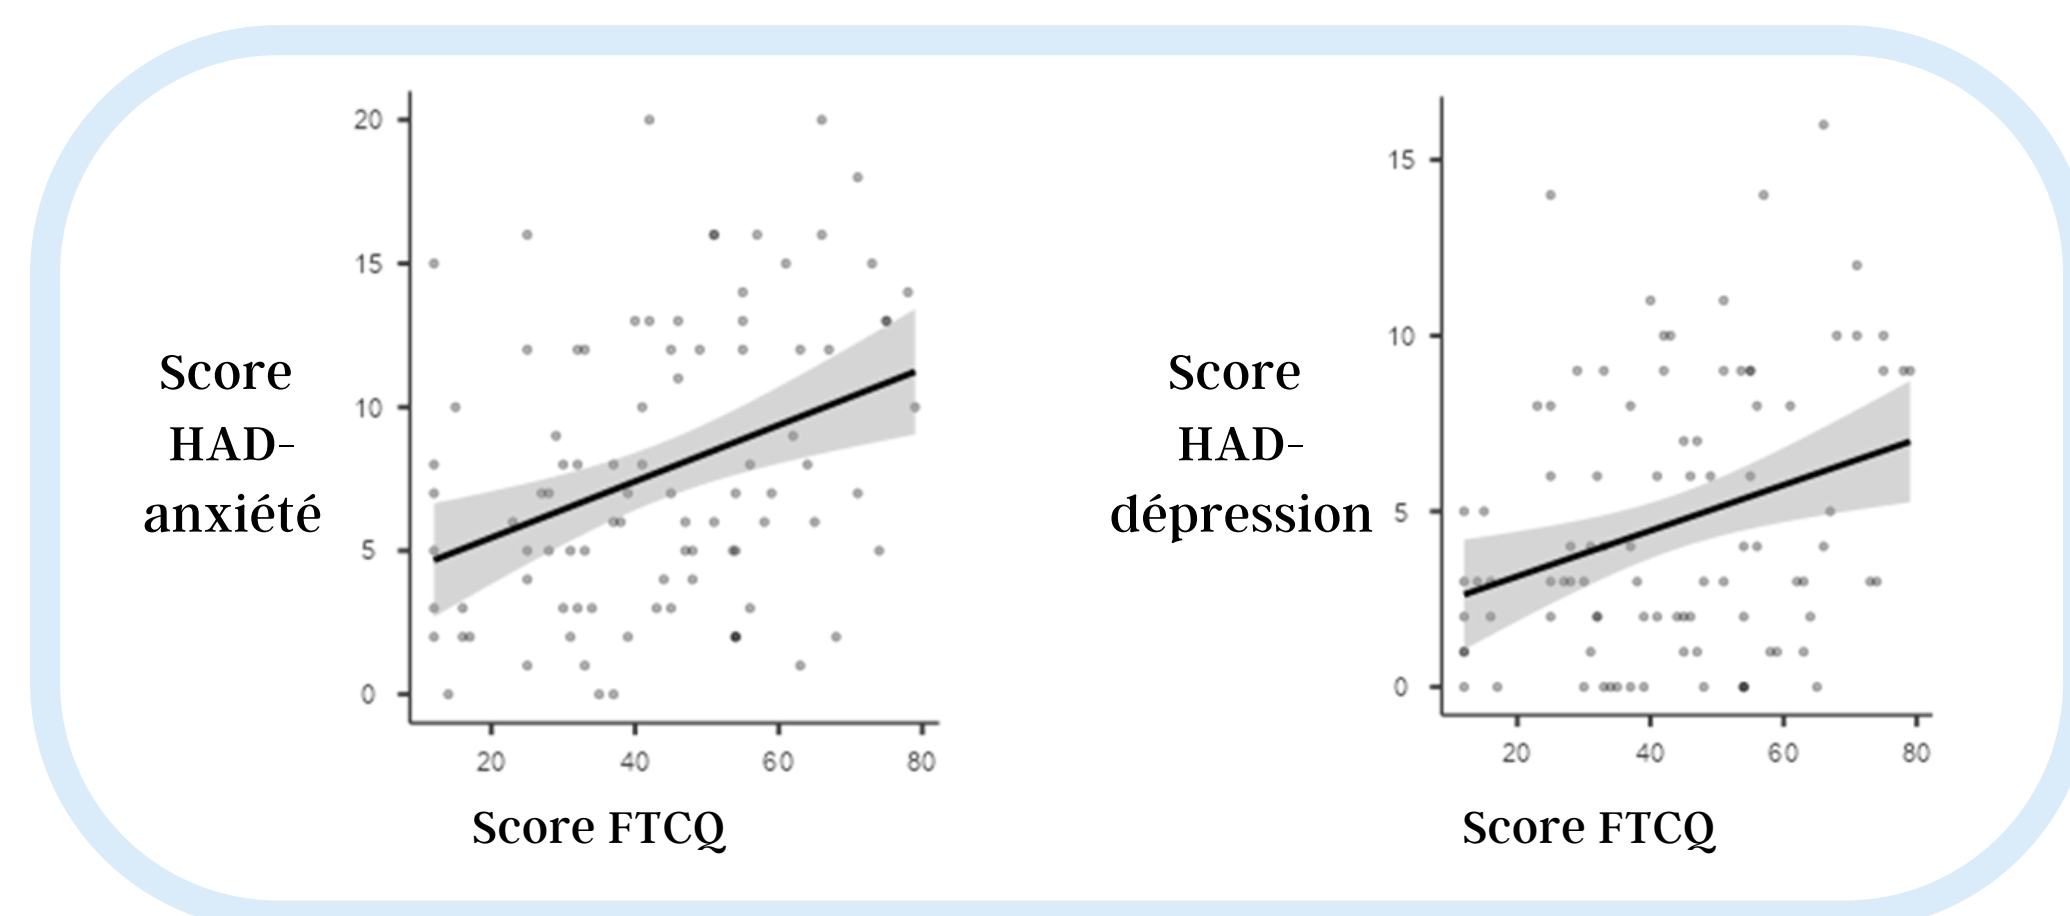 20
15
10
5
0
20 40 60 80
Score
HAD-
anxiété
Score FTCQ
15
10
5
0
20 40 60 80
Score
HAD-
dépression
Score FTCQ